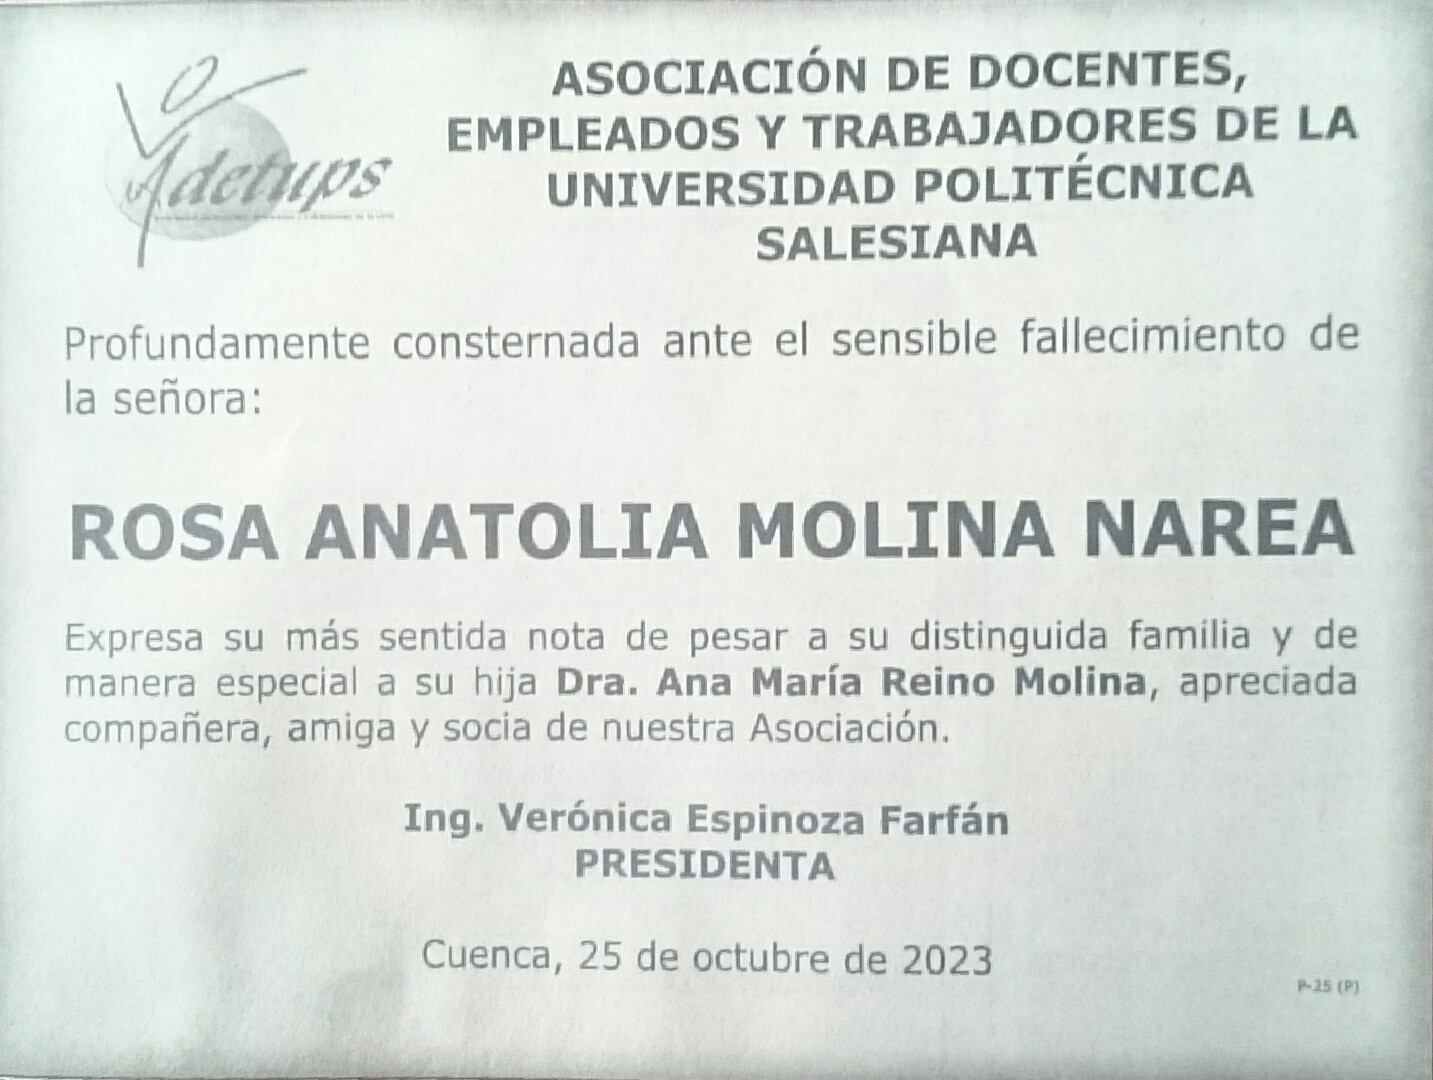 Adetups
ASOCIACIÓN DE DOCENTES,
EMPLEADOS Y TRABAJADORES DE LA
UNIVERSIDAD POLITÉCNICA
SALESIANA
Profundamente consternada ante el sensible fallecimiento de
la señora:
ROSA ANATOLIA MOLINA NAREA
Expresa su más sentida nota de pesar a su distinguida familia y de
manera especial a su hija Dra. Ana María Reino Molina, apreciada
compañera, amiga y socia de nuestra Asociación.
Ing. Verónica Espinoza Farfán
PRESIDENTA
Cuenca, 25 de octubre de 2023
P-25 (P)